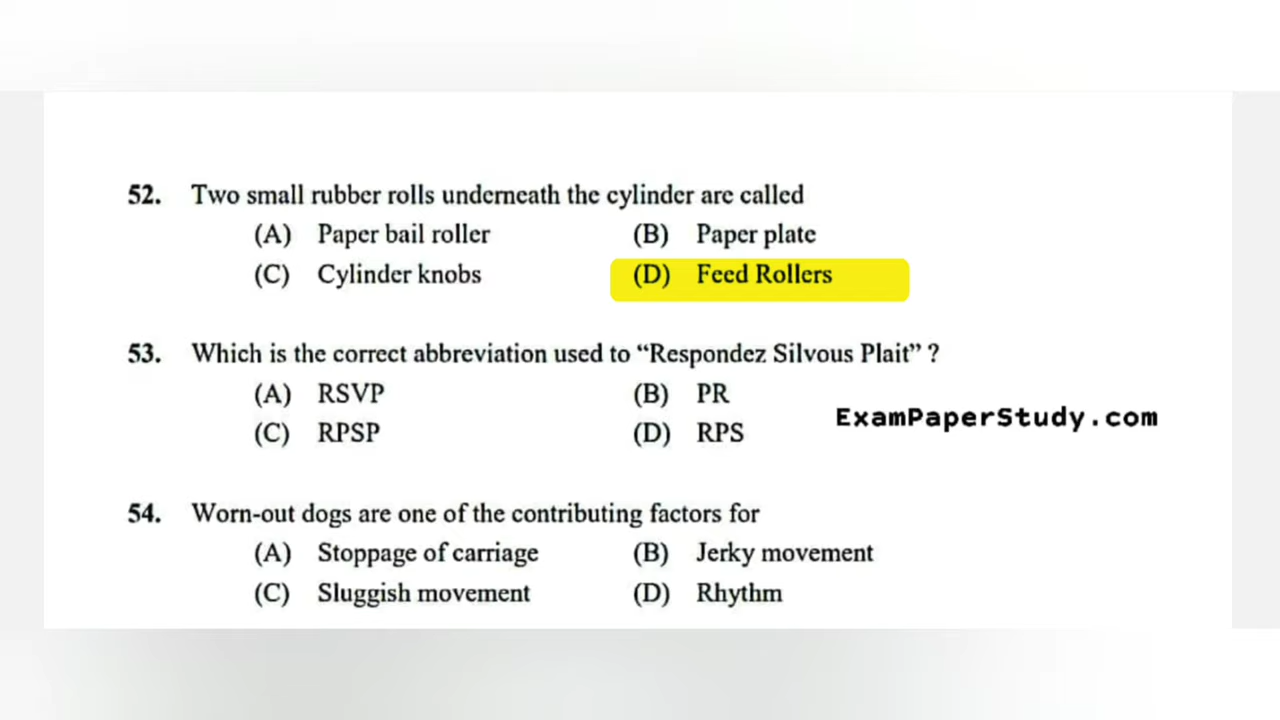 52. Two small rubber rolls underneath the cylinder are called
(A) Paper bail roller (B) Paper plate
(C) Cylinder knobs (D) Feed Rollers
53. Which is the correct abbreviation used to “Respondez Silvous Plait” ?
(A) RSVP (B) PR
ExamPaperStudy.com
(C) RPSP (D) RPS
54. Worn-out dogs are one of the contributing factors for
(A) Stoppage of carriage (B) Jerky movement
(C) Sluggish movement (D) Rhythm